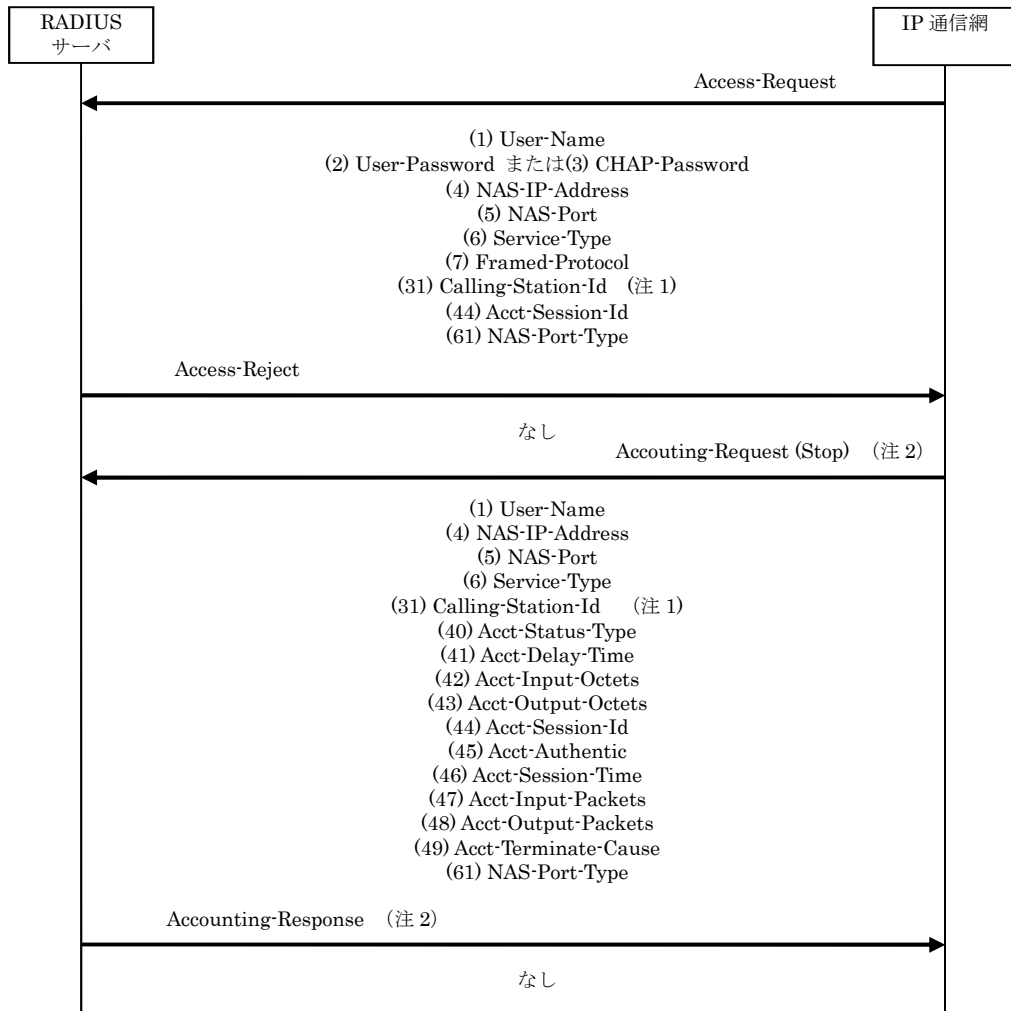 RADIUS
サーバ
IP 通信網
Access-Request
(1) User-Name
(2) User-Password または(3) CHAP-Password
(4) NAS-IP-Address
(5) NAS-Port
(6) Service-Type
(7) Framed-Protocol
(31) Calling-Station-Id (注 1)
(44) Acct-Session-Id
(61) NAS-Port-Type
Access-Reject
なし
Accouting-Request (Stop) (注 2)
(1) User-Name
(4) NAS-IP-Address
(5) NAS-Port
(6) Service-Type
(31) Calling-Station-Id (注 1)
(40) Acct-Status-Type
(41) Acct-Delay-Time
(42) Acct-Input-Octets
(43) Acct-Output-Octets
(44) Acct-Session-Id
(45) Acct-Authentic
(46) Acct-Session-Time
(47) Acct-Input-Packets
(48) Acct-Output-Packets
(49) Acct-Terminate-Cause
(61) NAS-Port-Type
Accounting-Response (注 2)
なし